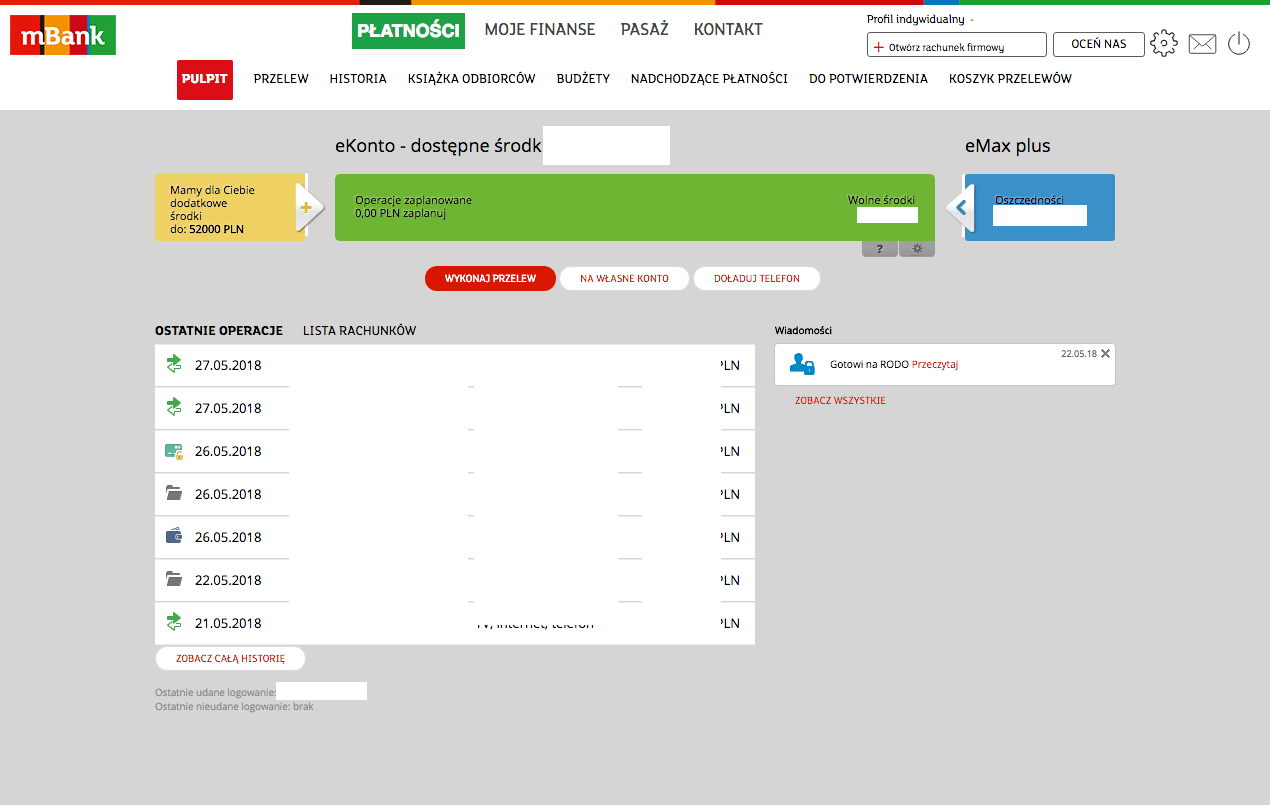 mBank
PŁATNOŚCI MOJE FINANSE PASAŻ KONTAKT
Profil indywidualny -
+ Otwórz rachunek firmowy
OCEŃ NAS
PULPIT PRZELEW HISTORIA KSIĄŻKA ODBIORCÓW BUDŻETY NADCHODZĄCE PŁATNOŚCI DO POTWIERDZENIA KOSZYK PRZELEWÓW
eKonto - dostępne środk
eMax plus
Mamy dla Ciebie
dodatkowe
środki
do: 52000 PLN
+
Operacje zaplanowane
0,00 PLN zaplanuj
Wolne środki
Oszczędności
?
WYKONAJ PRZELEW NA WŁASNE KONTO DOŁADUJ TELEFON
OSTATNIE OPERACJE LISTA RACHUNKÓW
27.05.2018 PLN
27.05.2018 PLN
26.05.2018 PLN
26.05.2018 PLN
26.05.2018 PLN
22.05.2018 PLN
21.05.2018 TV, internet, telefon PLN
ZOBACZ CAŁĄ HISTORIĘ
Ostatnie udane logowanie:
Ostatnie nieudane logowanie: brak
Wiadomości
22.05.18
Gotowi na RODO Przeczytaj
ZOBACZ WSZYSTKIE